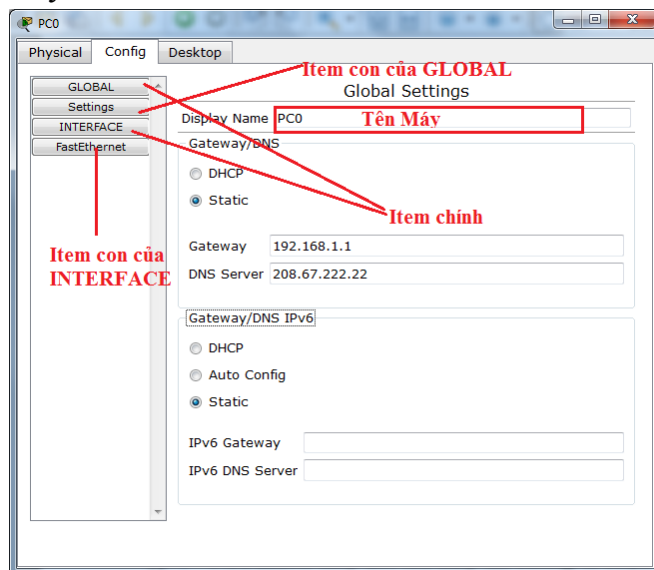 PC0
Physical Config Desktop
Item con của GLOBAL
GLOBAL
Global Settings
Settings
Display Name PC0 Tên Máy
INTERFACE
FastEthernet
Gateway/DNS
DHCP
Static
Item chính
Gateway 192.168.1.1
Item con của
INTERFACE
DNS Server 208.67.222.22
Gateway/DNS IPv6
DHCP
Auto Config
Static
IPv6 Gateway
IPv6 DNS Server